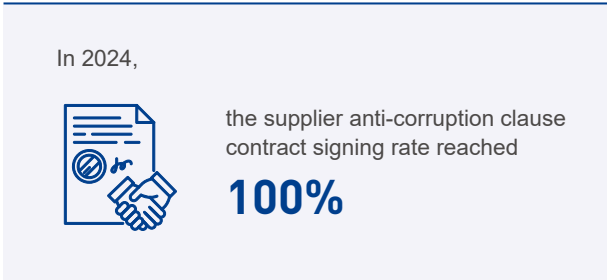 In 2024,
the supplier anti-corruption clause
contract signing rate reached
100%